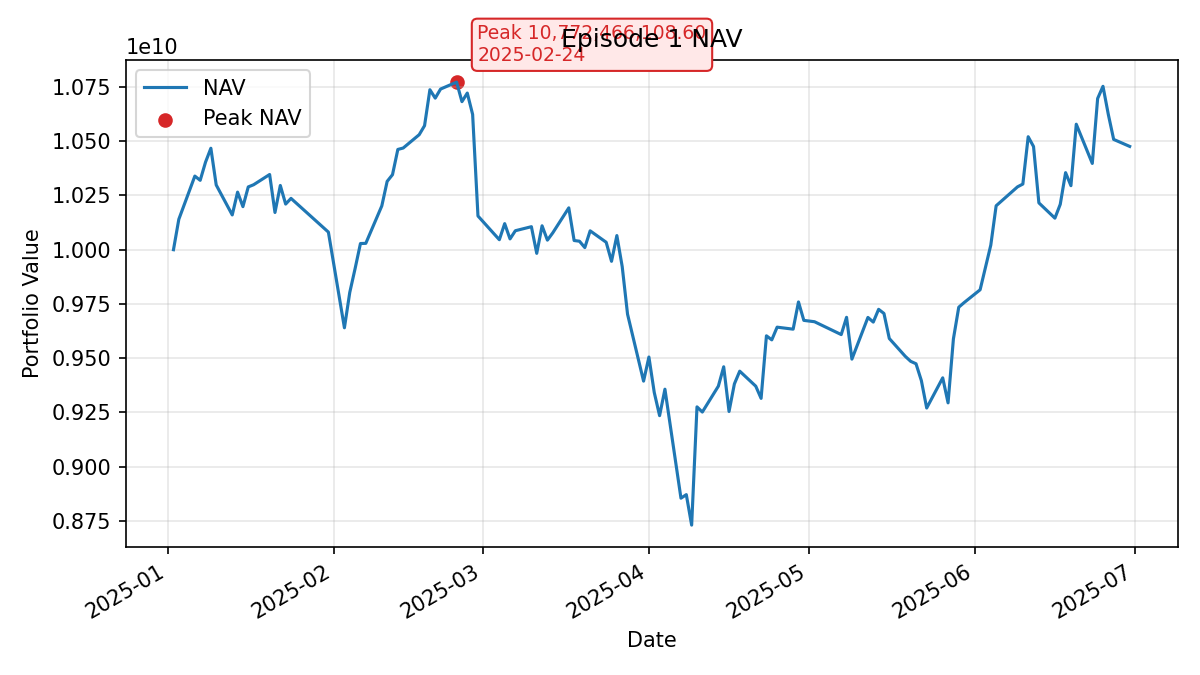 Peak 10,772,466,108.60
2025-02-24
Episode 1 NAV
1e10
NAV
Peak NAV
1.075
1.050
1.025
1.000
0.975
0.950
0.925
0.900
0.875
Portfolio Value
2025-01
2025-02
2025-03
2025-04
2025-05
2025-06
2025-07
Date